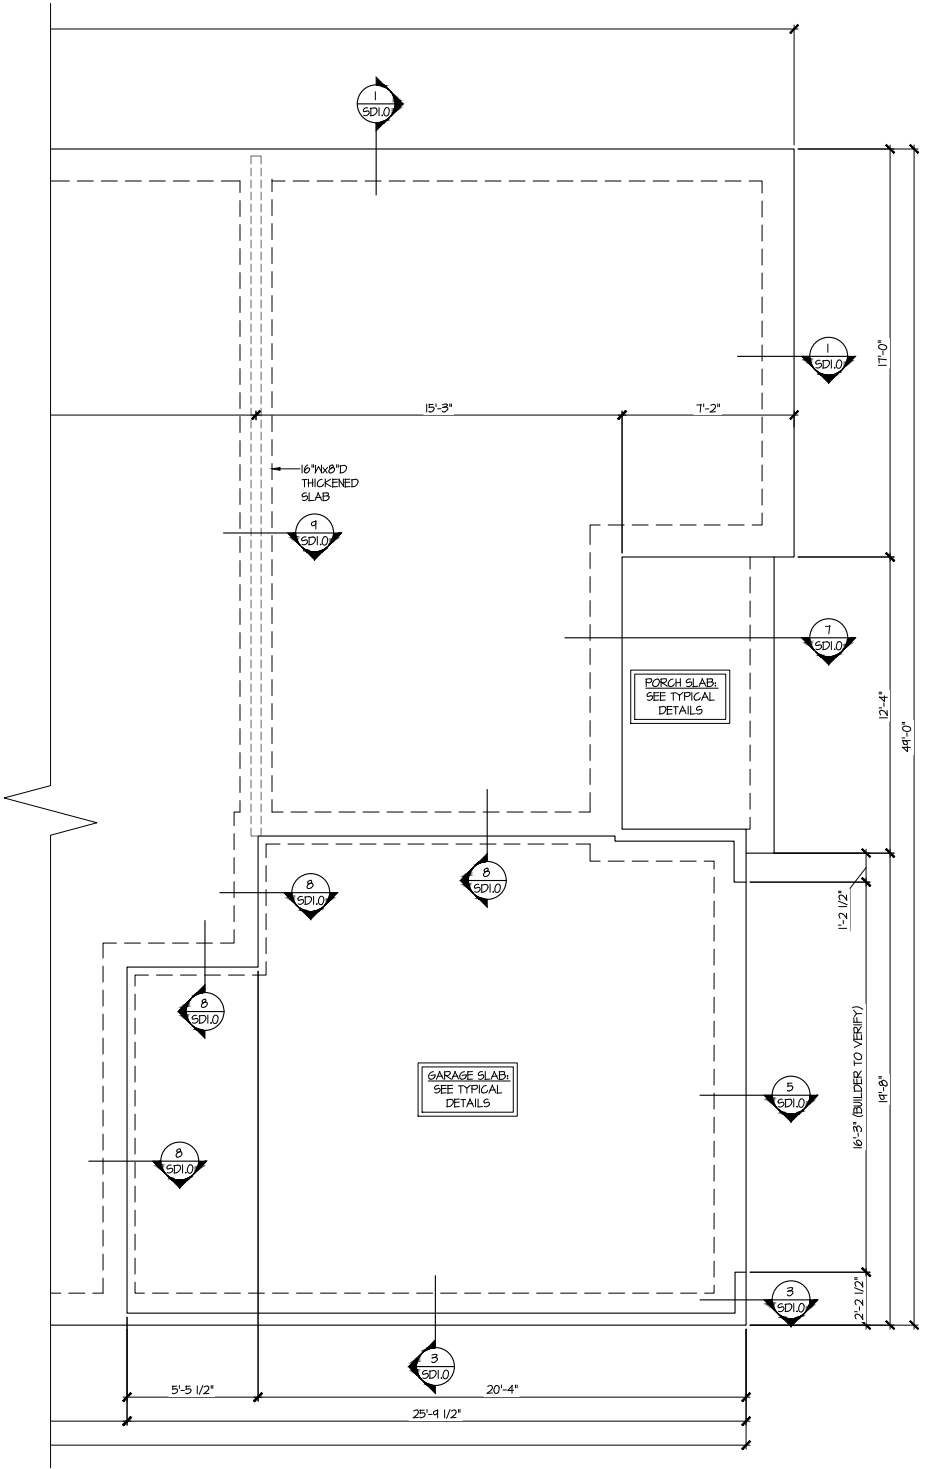 1
SD1.0
1
SD1.0
17'-0"
15'-3"
7'-2"
16"Wx8"D
THICKENED
SLAB
9
SD1.0
7
SD1.0
PORCH SLAB:
SEE TYPICAL
DETAILS
12'-4"
49'-0"
8
SD1.0
8
SD1.0
1'-2 1/2"
8
SD1.0
GARAGE SLAB:
SEE TYPICAL
DETAILS
5
SD1.0
16'-3" (BUILDER TO VERIFY)
19'-8"
8
SD1.0
3
SD1.0
2'-2 1/2"
3
SD1.0
5'-5 1/2"
20'-4"
25'-9 1/2"